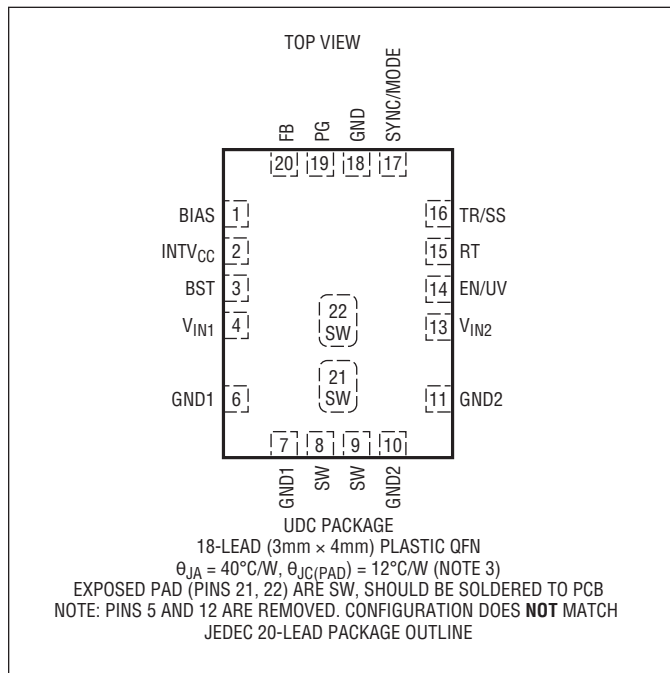 TOP VIEW
FB
PG
GND
SYNC/MODE
20
19
18
17
BIAS 1
INTVCC 2
BST 3
VIN1 4
GND1 6
16 TR/SS
15 RT
14 EN/UV
13 VIN2
11 GND2
22
SW
21
SW
7
8
9
10
GND1
SW
SW
GND2
UDC PACKAGE
18-LEAD (3mm × 4mm) PLASTIC QFN
θJA = 40°C/W, θJC(PAD) = 12°C/W (NOTE 3)
EXPOSED PAD (PINS 21, 22) ARE SW, SHOULD BE SOLDERED TO PCB
NOTE: PINS 5 AND 12 ARE REMOVED. CONFIGURATION DOES NOT MATCH
JEDEC 20-LEAD PACKAGE OUTLINE